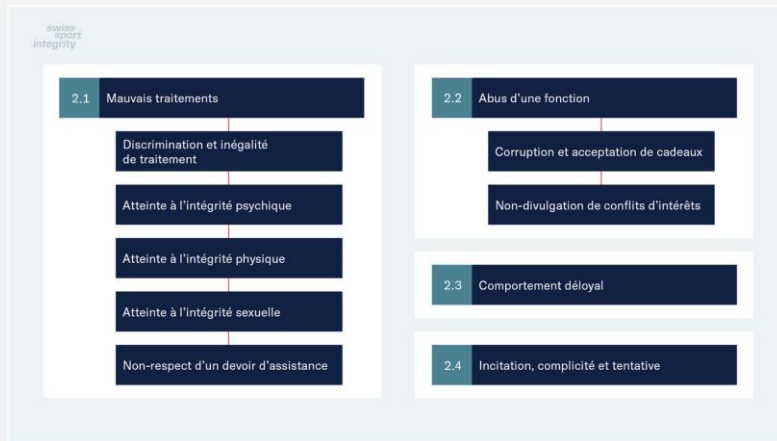 swiss
sport
integrity
2.1 Mauvais traitements
Discrimination et inégalité
de traitement
Atteinte à l'intégrité psychique
Atteinte à l'intégrité physique
Atteinte à l'intégrité sexuelle
Non-respect d'un devoir d'assistance
2.2 Abus d'une fonction
Corruption et acceptation de cadeaux
Non-divulgation de conflits d'intérêts
2.3 Comportement déloyal
2.4 Incitation, complicité et tentative